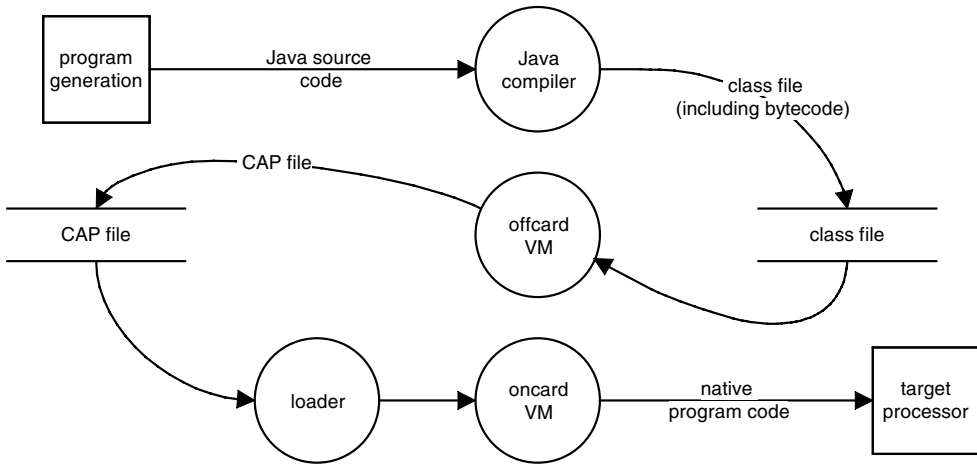 program
generation
Java source
code
Java
compiler
class file
(including bytecode)
CAP file
CAP file
offcard
VM
class file
loader
oncard
VM
native
program code
target
processor